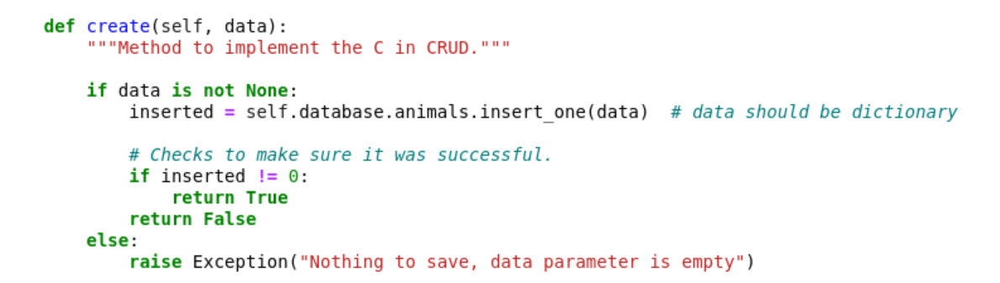 def create(self, data):
    """Method to implement the C in CRUD."""
    if data is not None:
        inserted = self.database.animals.insert_one(data)  # data should be dictionary
        # Checks to make sure it was successful.
        if inserted != 0:
            return True
        return False
    else:
        raise Exception("Nothing to save, data parameter is empty")